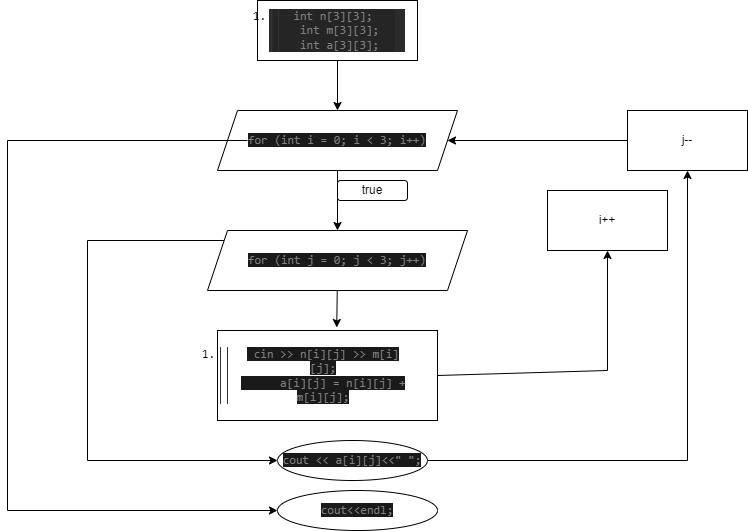 1. int n[3][3];
int m[3][3];
int a[3][3];
for (int i = 0; i < 3; i++)
j--
true
i++
for (int j = 0; j < 3; j++)
1. cin >> n[i][j] >> m[i]
[j];
a[i][j] = n[i][j] +
m[i][j];
cout << a[i][j]<<" ";
cout<<endl;